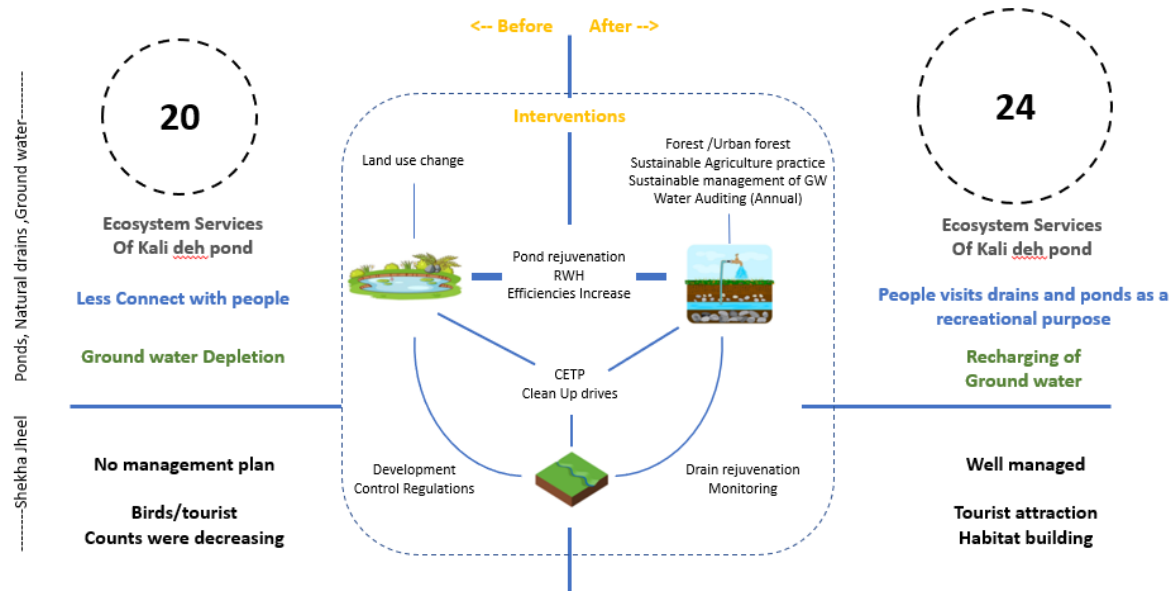 <-- Before
After -->
Interventions
20
Ecosystem Services
Of Kali deh pond
Less Connect with people
Ground water Depletion
No management plan
Birds/tourist
Counts were decreasing
Ponds, Natural drains ,Ground water--------
--------Shekha Jheel
Land use change
Forest /Urban forest
Sustainable Agriculture practice
Sustainable management of GW
Water Auditing (Annual)
Pond rejuvenation
RWH
Efficiencies Increase
CETP
Clean Up drives
Development
Control Regulations
Drain rejuvenation
Monitoring
24
Ecosystem Services
Of Kali deh pond
People visits drains and ponds as a
recreational purpose
Recharging of
Ground water
Well managed
Tourist attraction
Habitat building